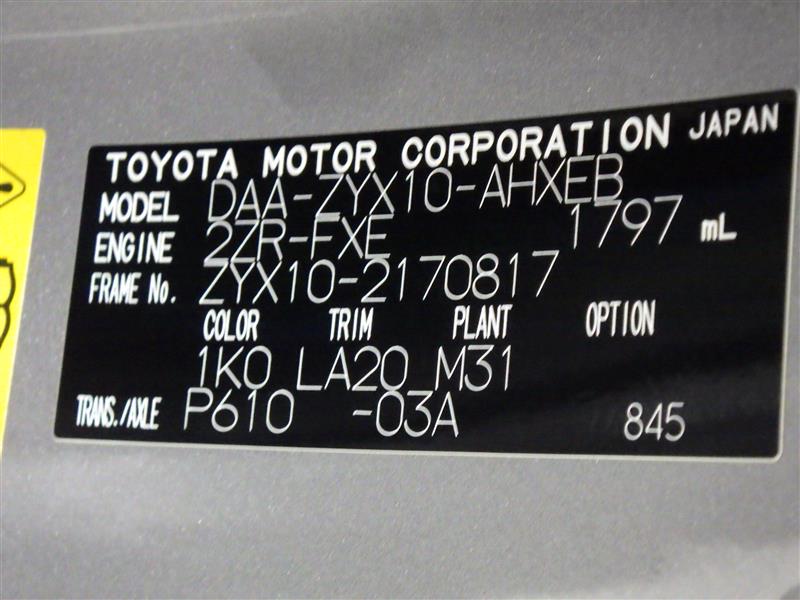 TOYOTA MOTOR CORPORATION JAPAN
MODEL DAA-ZYX10-AHXEB
ENGINE 2ZR-FXE 1797 mL
FRAME No. ZYX10-2170817
COLOR TRIM PLANT OPTION
1K0 LA20 M31
TRANS./AXLE P610 -03A 845